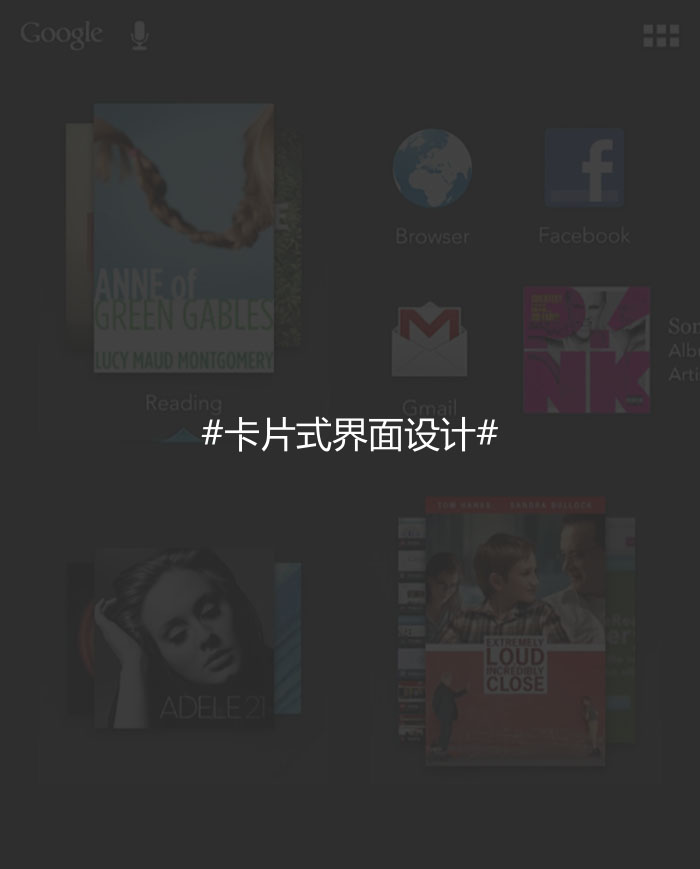 Google
ANNE of
GREEN GABLES
LUCY MAUD MONTGOMERY
Reading
Browser
Facebook
Gmail
Son
Albu
Arti
#卡片式界面设计#
ADELE 21
TOM HANKS SANDRA BULLOCK
EXTREMELY
LOUD
INCREDIBLY
CLOSE